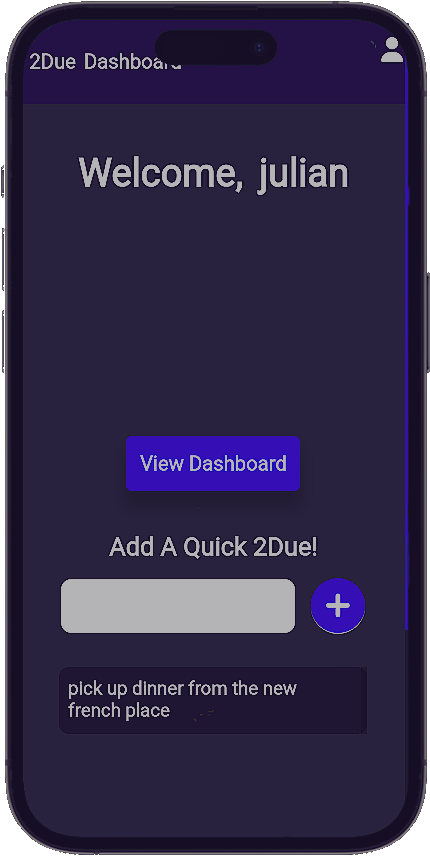 2Due Dashboard
Welcome, julian
View Dashboard
Add A Quick 2Due!
pick up dinner from the new
french place